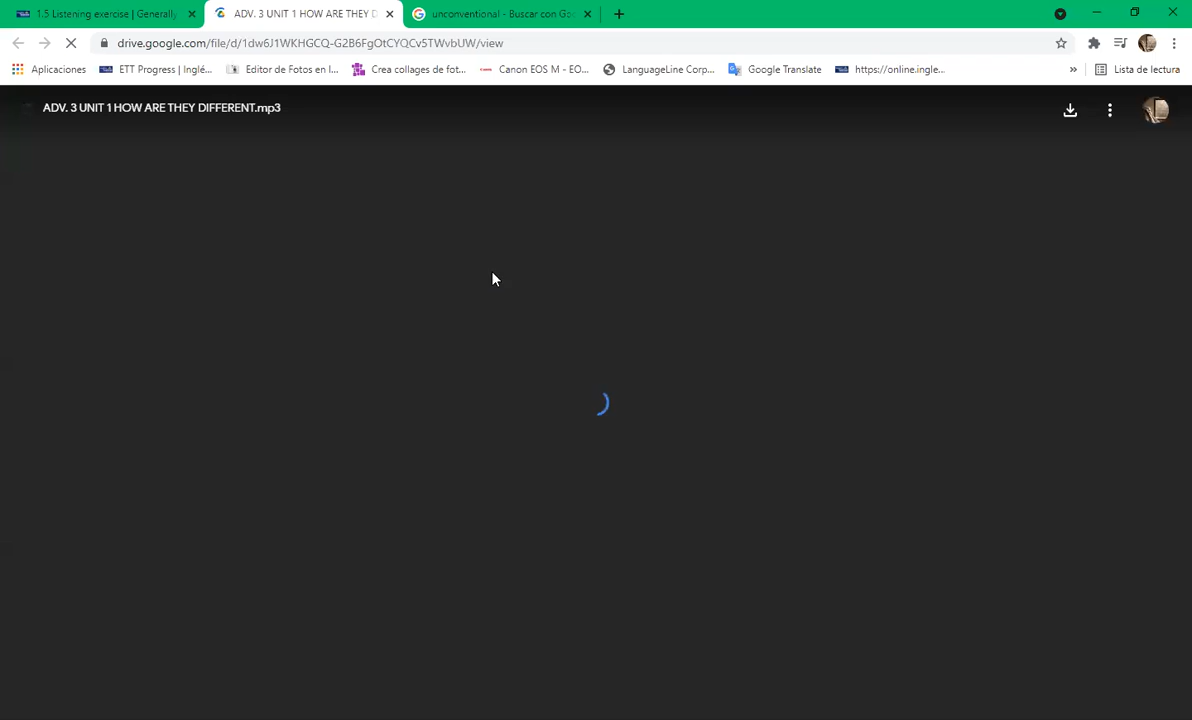 1.5 Listening exercise | Generally
ADV. 3 UNIT 1 HOW ARE THEY D
unconventional - Buscar con Goo
drive.google.com/file/d/1dw6J1WKHGCQ-G2B6FgOtCYQCv5TWvbUW/view
Aplicaciones
ETT Progress | Inglé...
Editor de Fotos en l...
Crea collages de fot...
Canon EOS M - EO...
LanguageLine Corp...
Google Translate
https://online.ingle...
»
Lista de lectura
ADV. 3 UNIT 1 HOW ARE THEY DIFFERENT.mp3